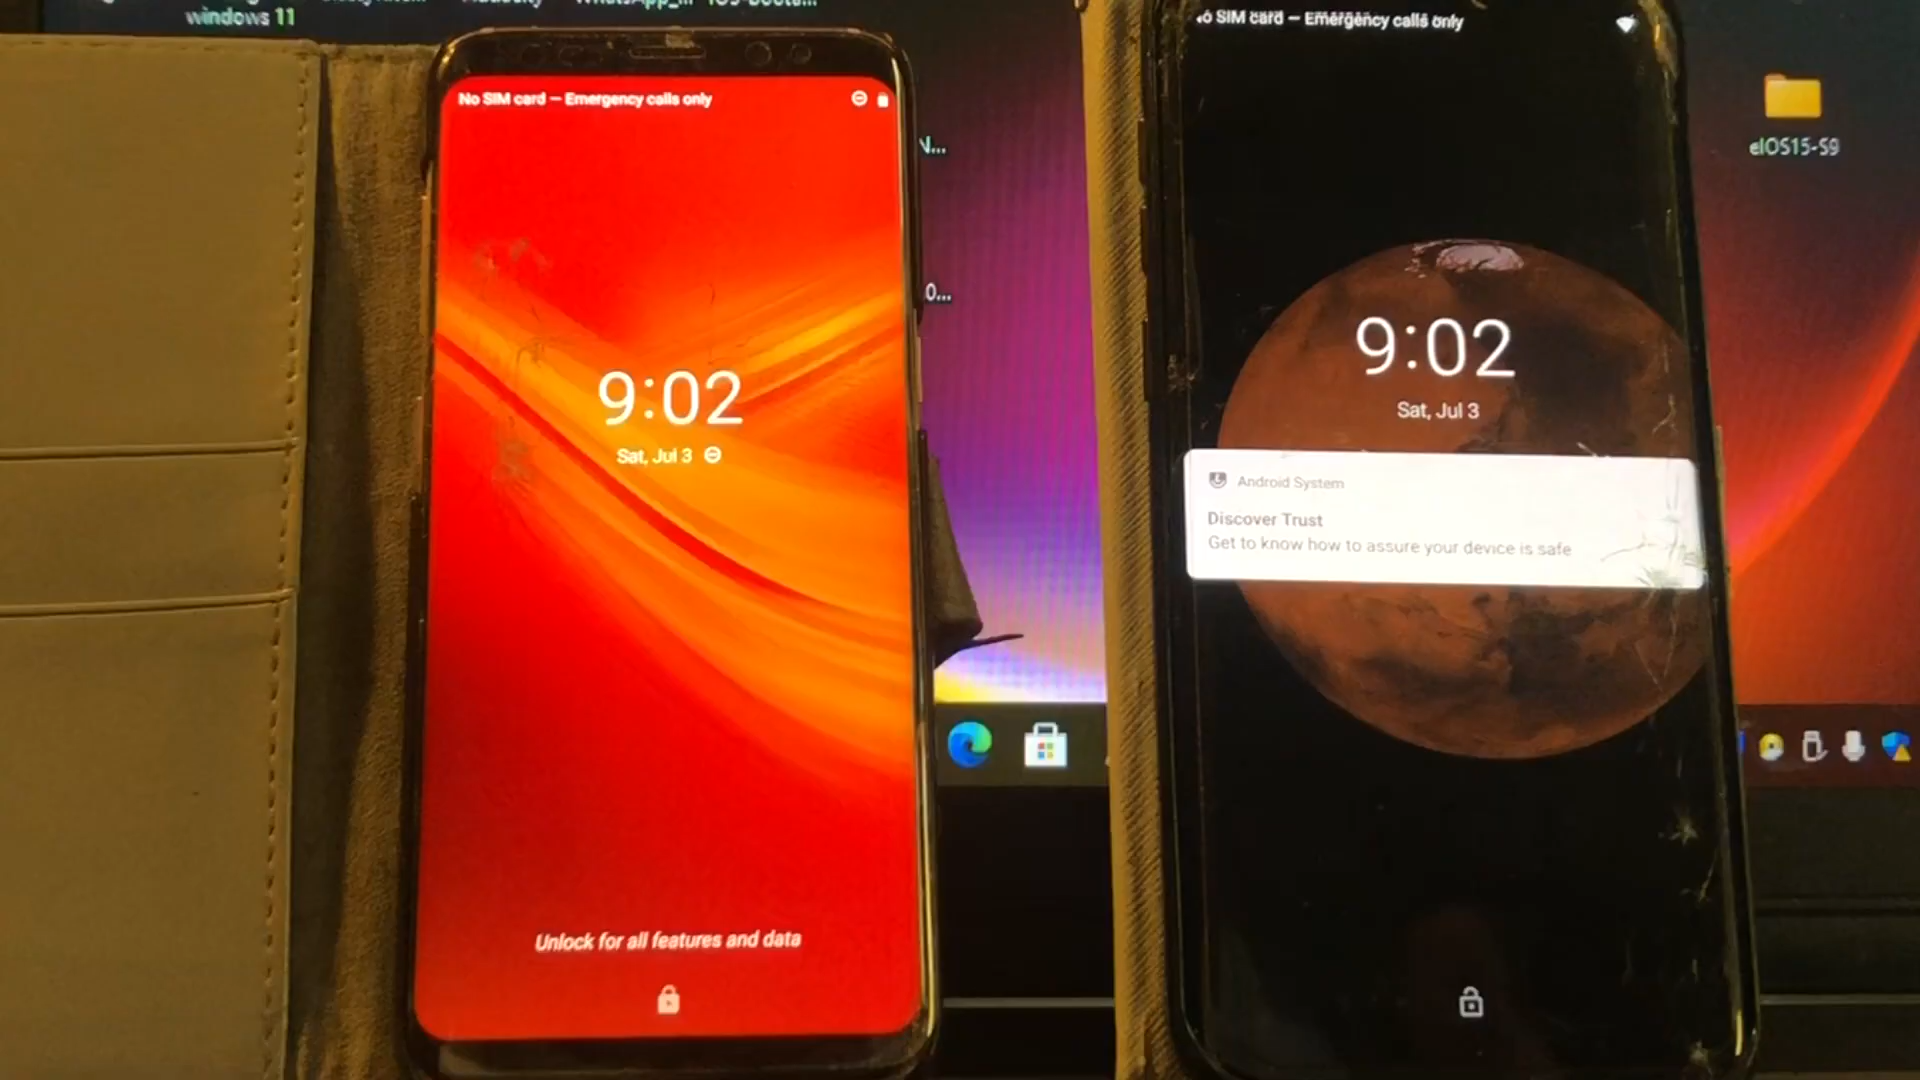 windows 11
No SIM card – Emergency calls only
9:02
Sat, Jul 3
Unlock for all features and data
SIM card – Emergency calls only
9:02
Sat, Jul 3
Android System
Discover Trust
Get to know how to assure your device is safe
eIOS15-S9